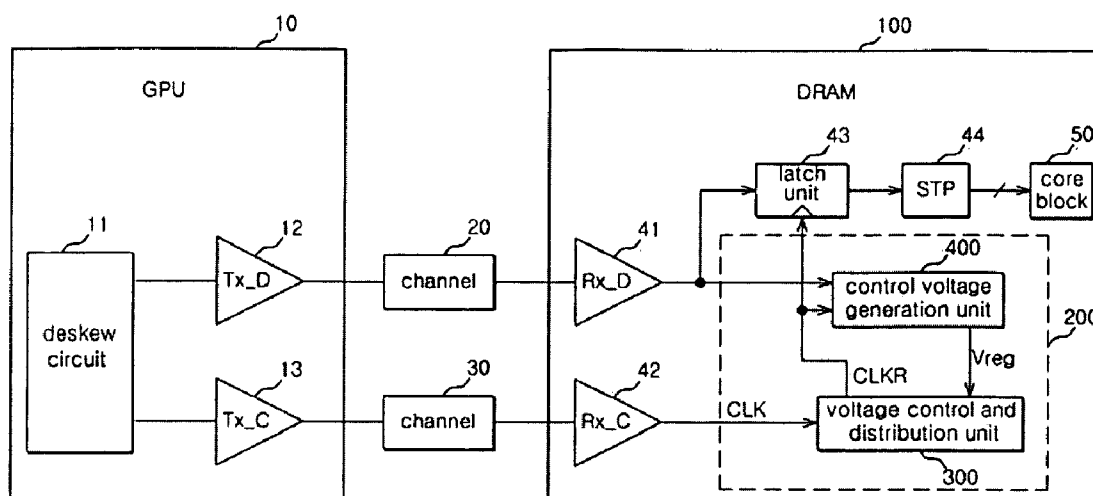 10
100
GPU
DRAM
43
44
50
latch
unit
STP
core
block
11
12
20
41
400
deskew
circuit
Tx_D
channel
Rx_D
control voltage
generation unit
200
13
30
42
CLKR
Vreg
Tx_C
channel
Rx_C
CLK
voltage control and
distribution unit
300